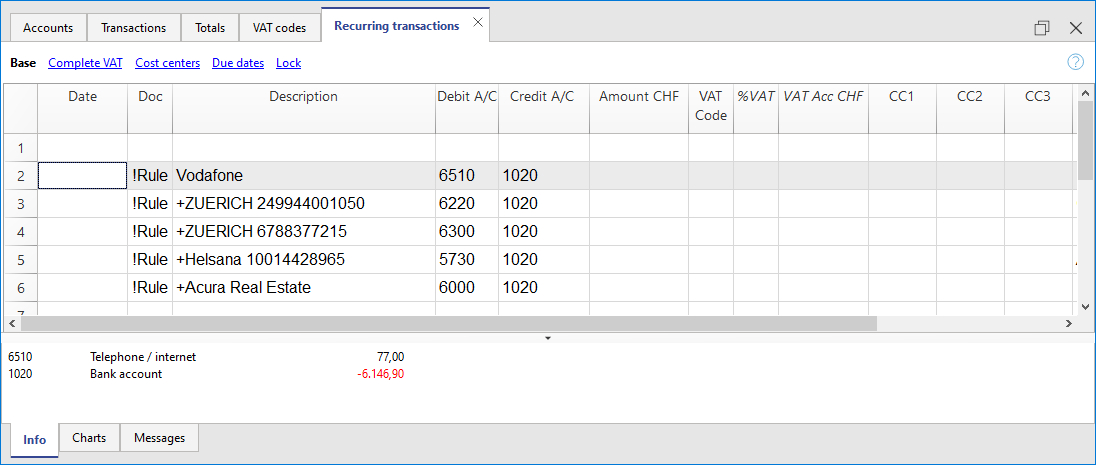 Accounts Transactions Totals VAT codes Recurring transactions
Base Complete VAT Cost centers Due dates Lock ?
Date Doc Description Debit A/C Credit A/C Amount CHF VAT Code %VAT VAT Acc CHF CC1 CC2 CC3
1
2 !Rule Vodafone 6510 1020
3 !Rule +ZUERICH 249944001050 6220 1020
4 !Rule +ZUERICH 6788377215 6300 1020
5 !Rule +Helsana 10014428965 5730 1020
6 !Rule +Acura Real Estate 6000 1020
7
6510 Telephone / internet 77,00
1020 Bank account -6.146,90
Info Charts Messages